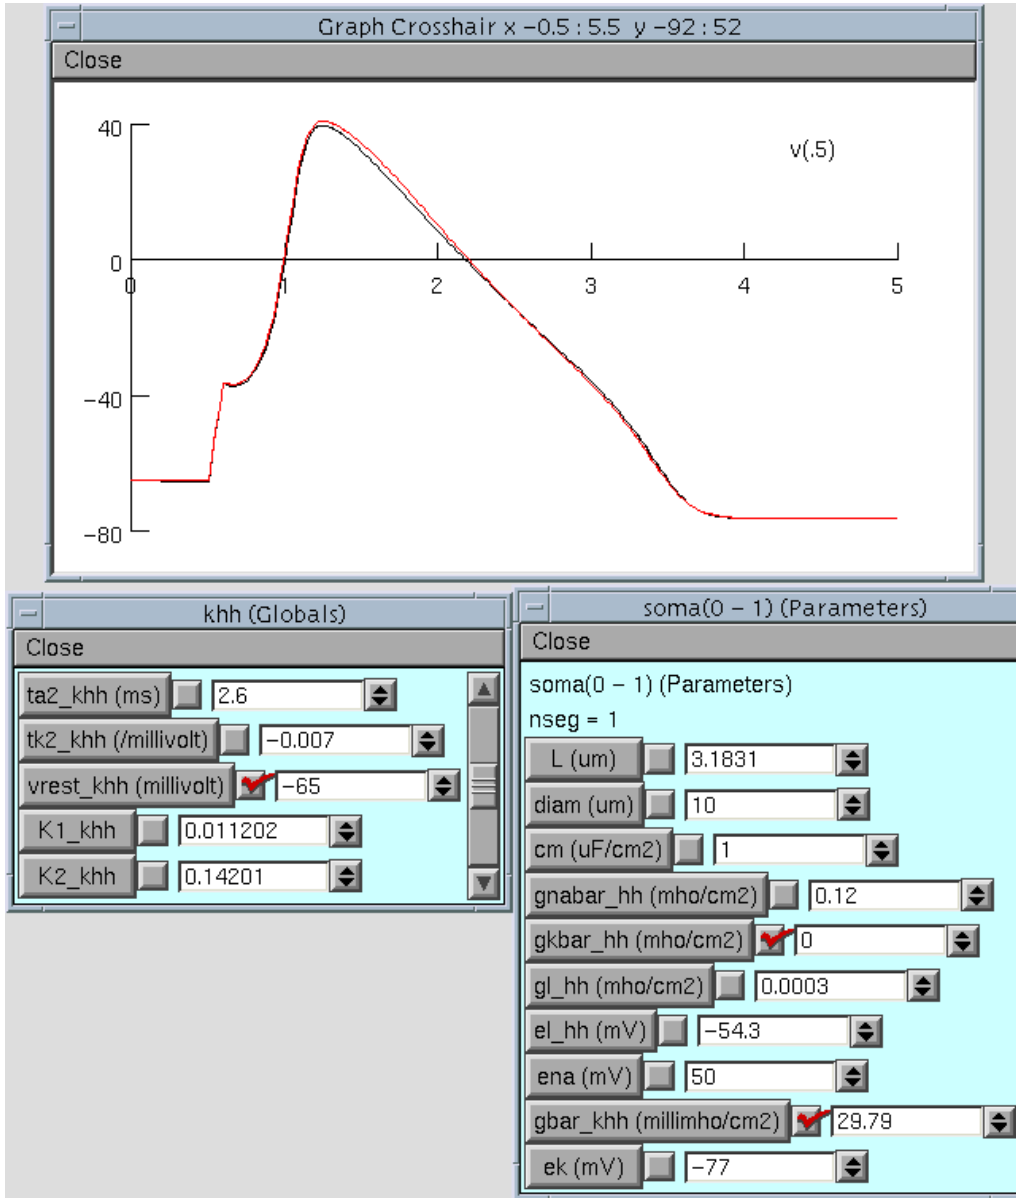 Graph Crosshair x −0.5 : 5.5  y −92 : 52
Close
40
v(.5)
0
0 1 2 3 4 5
−40
−80
khh (Globals)
Close
ta2_khh (ms) 2.6
tk2_khh (/millivolt) −0.007
vrest_khh (millivolt) −65
K1_khh 0.011202
K2_khh 0.14201
soma(0 − 1) (Parameters)
Close
soma(0 − 1) (Parameters)
nseg = 1
L (um) 3.1831
diam (um) 10
cm (uF/cm2) 1
gnabar_hh (mho/cm2) 0.12
gkbar_hh (mho/cm2) 0
gl_hh (mho/cm2) 0.0003
el_hh (mV) −54.3
ena (mV) 50
gbar_khh (millimho/cm2) 29.79
ek (mV) −77